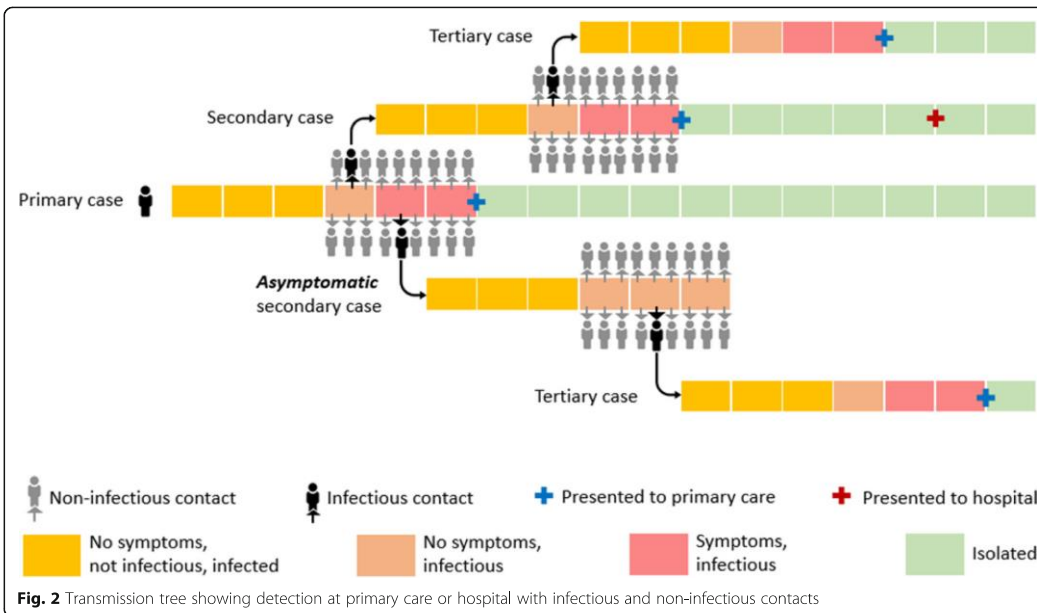 Tertiary case
Secondary case
Primary case
Asymptomatic
secondary case
Tertiary case
Non-infectious contact
Infectious contact
Presented to primary care
Presented to hospital
No symptoms,
not infectious, infected
No symptoms,
infectious
Symptoms,
infectious
Isolated
Fig. 2 Transmission tree showing detection at primary care or hospital with infectious and non-infectious contacts